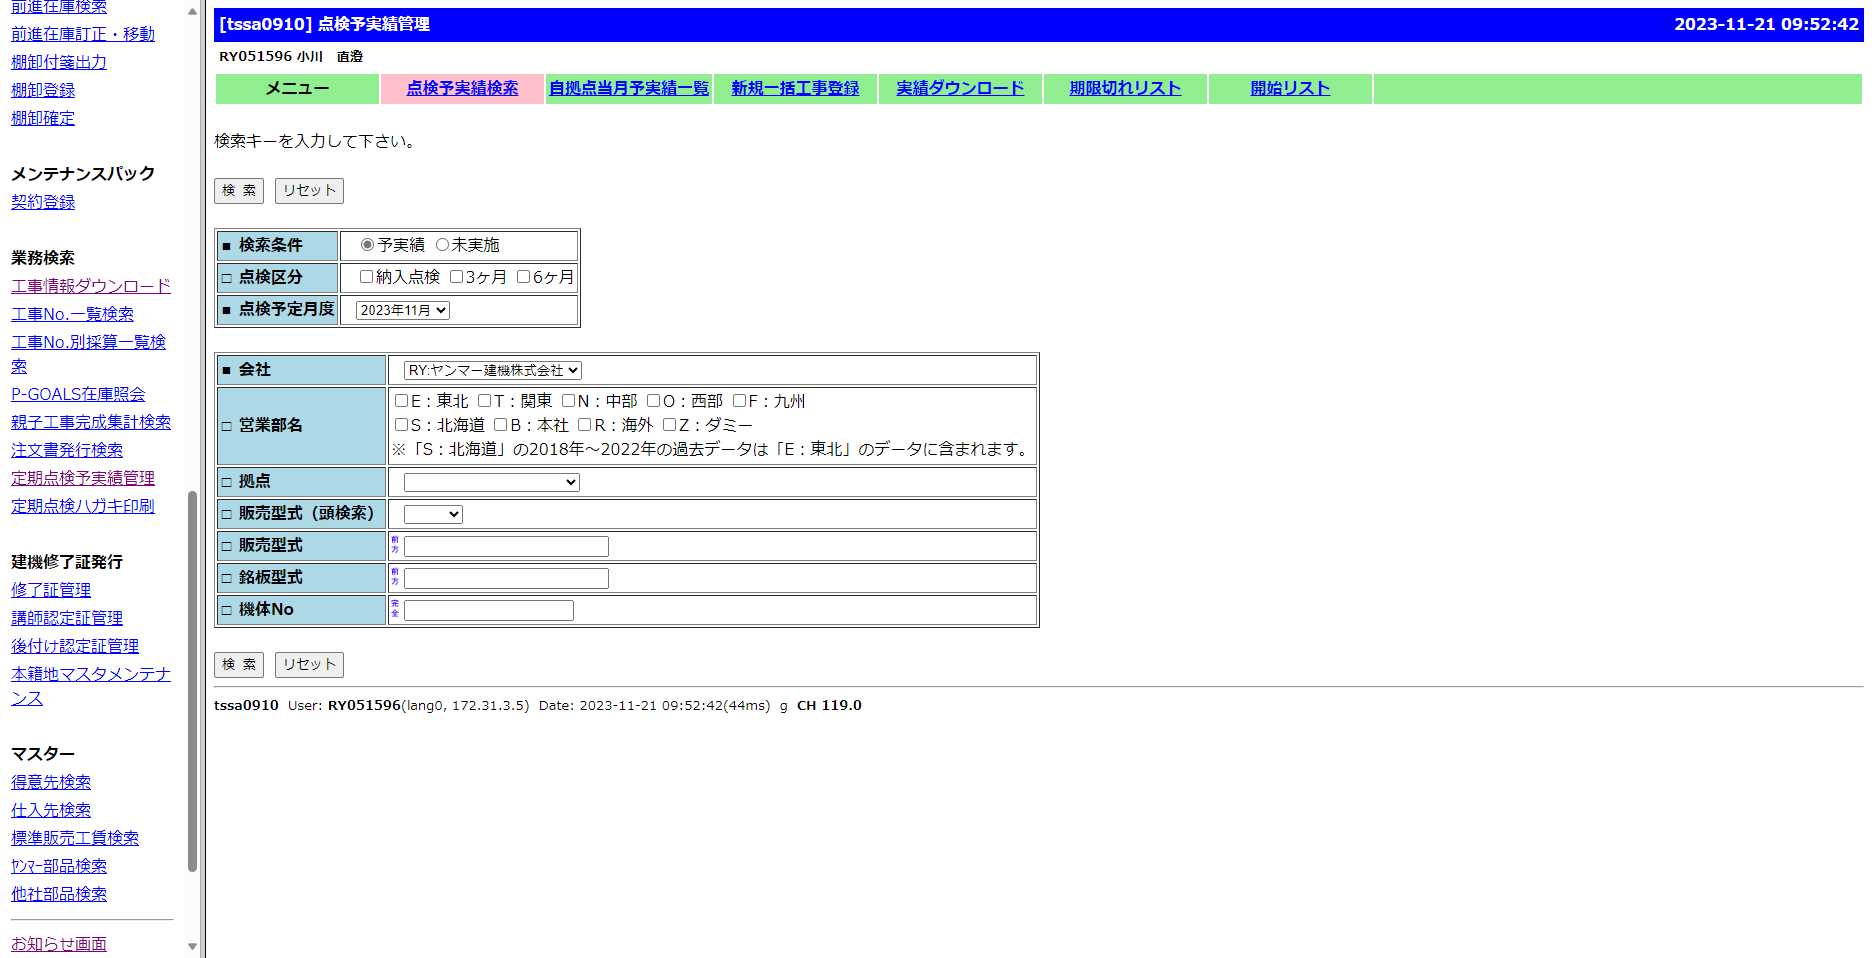 前進在庫検索
前進在庫訂正・移動
棚卸付箋出力
棚卸登録
棚卸確定
メンテナンスパック
契約登録
業務検索
工事情報ダウンロード
工事No.一覧検索
工事No.別採算一覧検
索
P-GOALS在庫照会
親子工事完成集計検索
注文書発行検索
定期点検予実績管理
定期点検ハガキ印刷
建機修了証発行
修了証管理
講師認定証管理
後付け認定証管理
本籍地マスタメンテナ
ンス
マスター
得意先検索
仕入先検索
標準販売工賃検索
ﾔﾝﾏｰ部品検索
他社部品検索
お知らせ画面
[tssa0910] 点検予実績管理 2023-11-21 09:52:42
RY051596 小川　直澄
メニュー 点検予実績検索 自拠点当月予実績一覧 新規一括工事登録 実績ダウンロード 期限切れリスト 開始リスト
検索キーを入力して下さい。
検 索 リセット
■ 検索条件 予実績 未実施
□ 点検区分 納入点検 3ヶ月 6ヶ月
■ 点検予定月度 2023年11月
■ 会社 RY:ヤンマー建機株式会社
□ 営業部名 E：東北 T：関東 N：中部 O：西部 F：九州
S：北海道 B：本社 R：海外 Z：ダミー
※「S：北海道」の2018年～2022年の過去データは「E：東北」のデータに含まれます。
□ 拠点
□ 販売型式（頭検索）
□ 販売型式 前方
□ 銘板型式 前方
□ 機体No 完全
検 索 リセット
tssa0910 User: RY051596(lang0, 172.31.3.5) Date: 2023-11-21 09:52:42(44ms) g CH 119.0